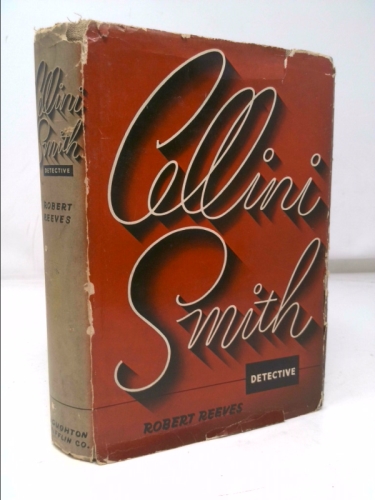 Cellini
Smith
DETECTIVE
ROBERT
REEVES
HOUGHTON
MIFFLIN CO.
Cellini
Smith
DETECTIVE
ROBERT REEVES